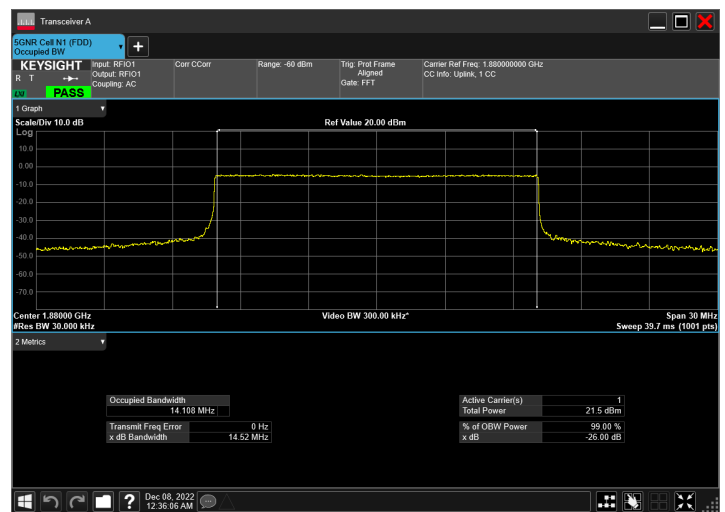 Transceiver A
5GNR Cell N1 (FDD)
Occupied BW
KEYSIGHT
R T
LXI
PASS
Input: RFIO1
Output: RFIO1
Coupling: AC
Corr CCorr
Range: -60 dBm
Trig: Prot Frame
Aligned
Gate: FFT
Carrier Ref Freq: 1.880000000 GHz
CC Info: Uplink, 1 CC
1 Graph
Scale/Div 10.0 dB
Ref Value 20.00 dBm
Log
10.0
0.00
-10.0
-20.0
-30.0
-40.0
-50.0
-60.0
-70.0
Center 1.88000 GHz
#Res BW 30.000 kHz
Video BW 300.00 kHz*
Span 30 MHz
Sweep 39.7 ms (1001 pts)
2 Metrics
Occupied Bandwidth
14.108 MHz
Transmit Freq Error 0 Hz
x dB Bandwidth 14.52 MHz
Active Carrier(s) 1
Total Power 21.5 dBm
% of OBW Power 99.00 %
x dB -26.00 dB
?
Dec 08, 2022
12:36:06 AM